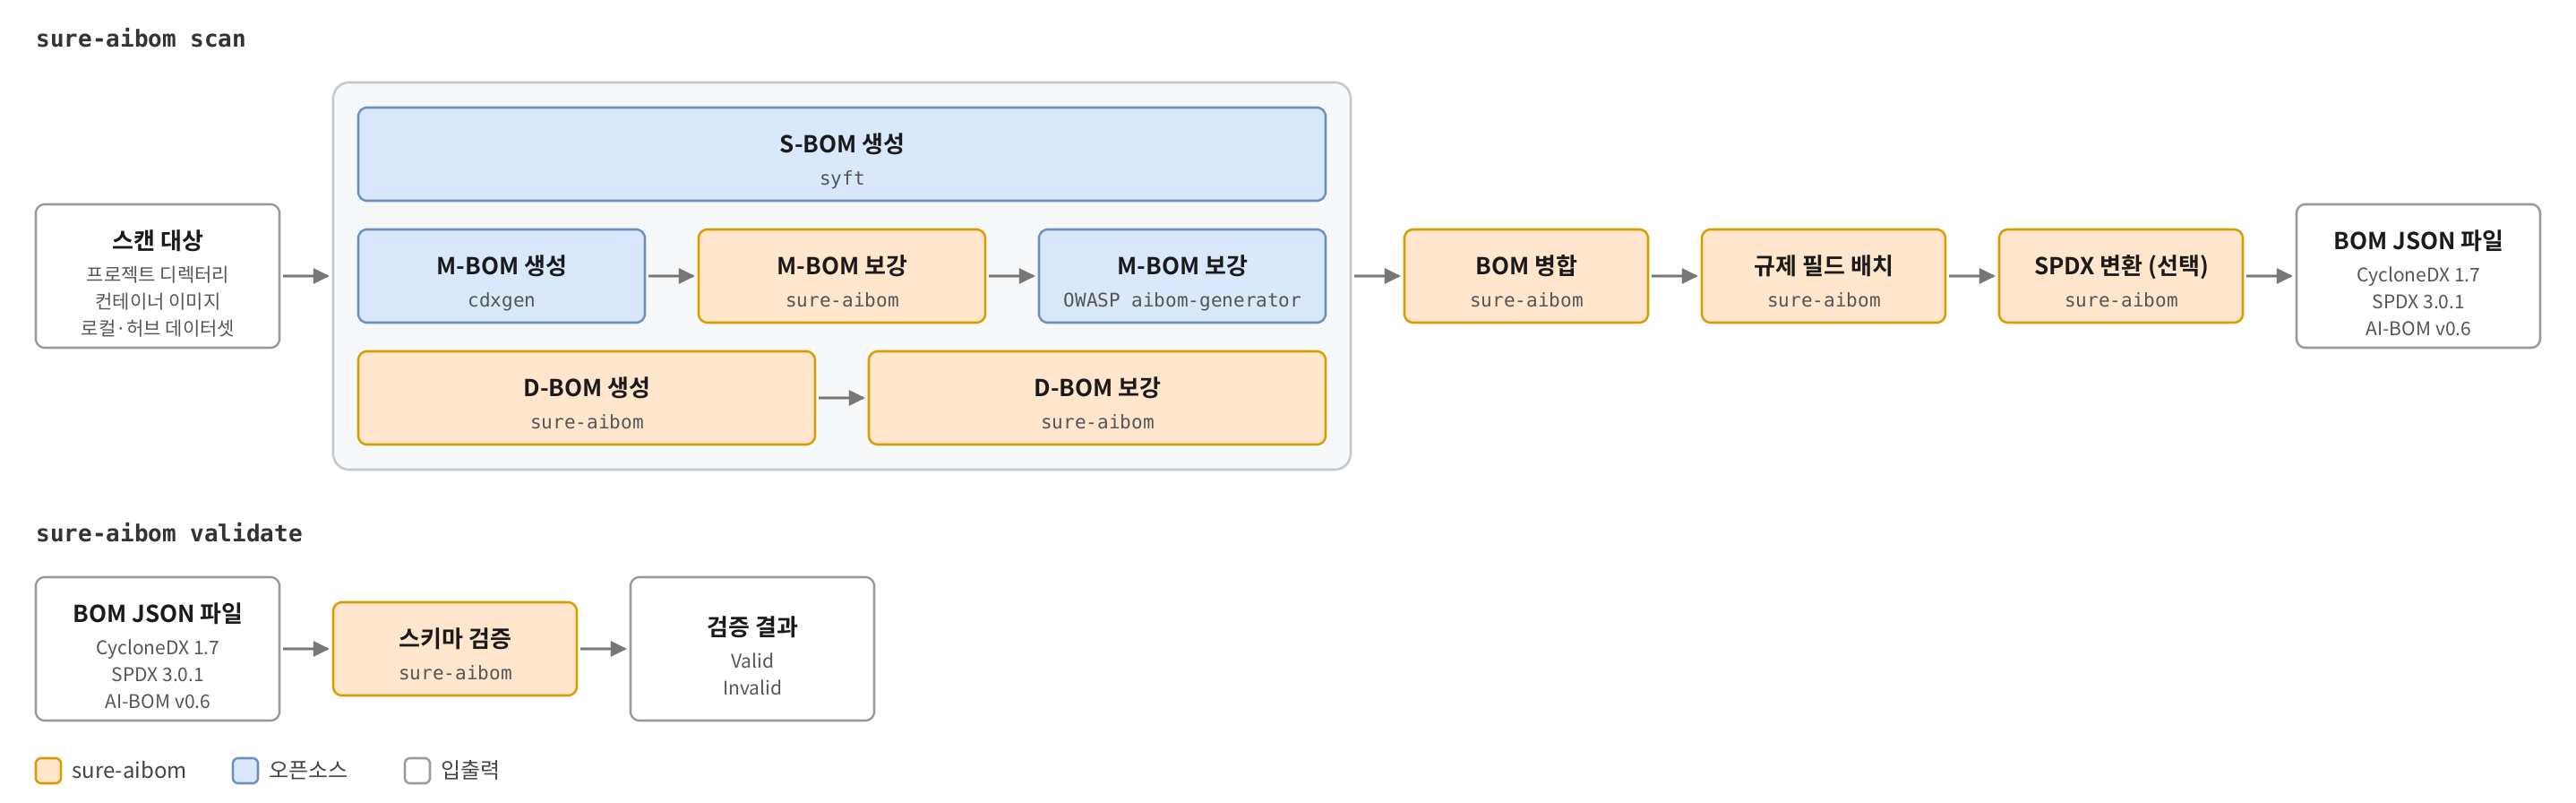 sure-aibom scan
스캔 대상
프로젝트 디렉터리
컨테이너 이미지
로컬·허브 데이터셋
S-BOM 생성
syft
M-BOM 생성
cdxgen
M-BOM 보강
sure-aibom
M-BOM 보강
OWASP aibom-generator
D-BOM 생성
sure-aibom
D-BOM 보강
sure-aibom
BOM 병합
sure-aibom
규제 필드 배치
sure-aibom
SPDX 변환 (선택)
sure-aibom
BOM JSON 파일
CycloneDX 1.7
SPDX 3.0.1
AI-BOM v0.6
sure-aibom validate
BOM JSON 파일
CycloneDX 1.7
SPDX 3.0.1
AI-BOM v0.6
스키마 검증
sure-aibom
검증 결과
Valid
Invalid
sure-aibom
오픈소스
입출력